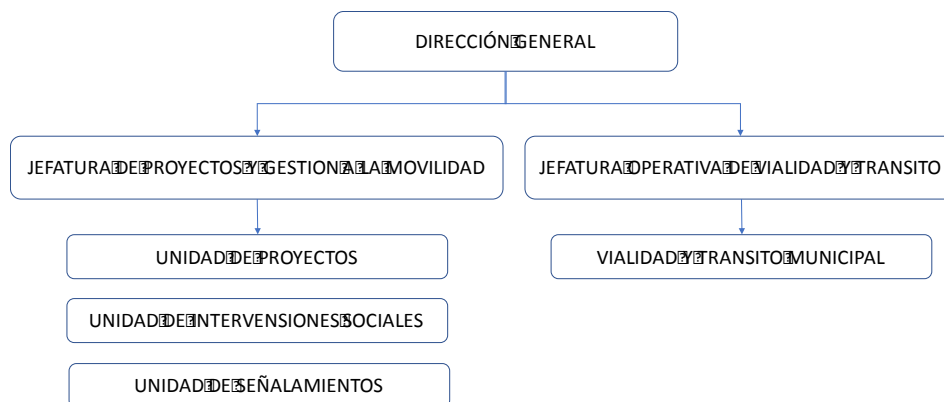 DIRECCIÓN GENERAL
JEFATURA DE PROYECTOS Y GESTION A LA MOVILIDAD
JEFATURA OPERATIVA DE VIALIDAD Y TRANSITO
UNIDAD DE PROYECTOS
VIALIDAD Y TRANSITO MUNICIPAL
UNIDAD DE INTERVENSIONES SOCIALES
UNIDAD DE SEÑALAMIENTOS